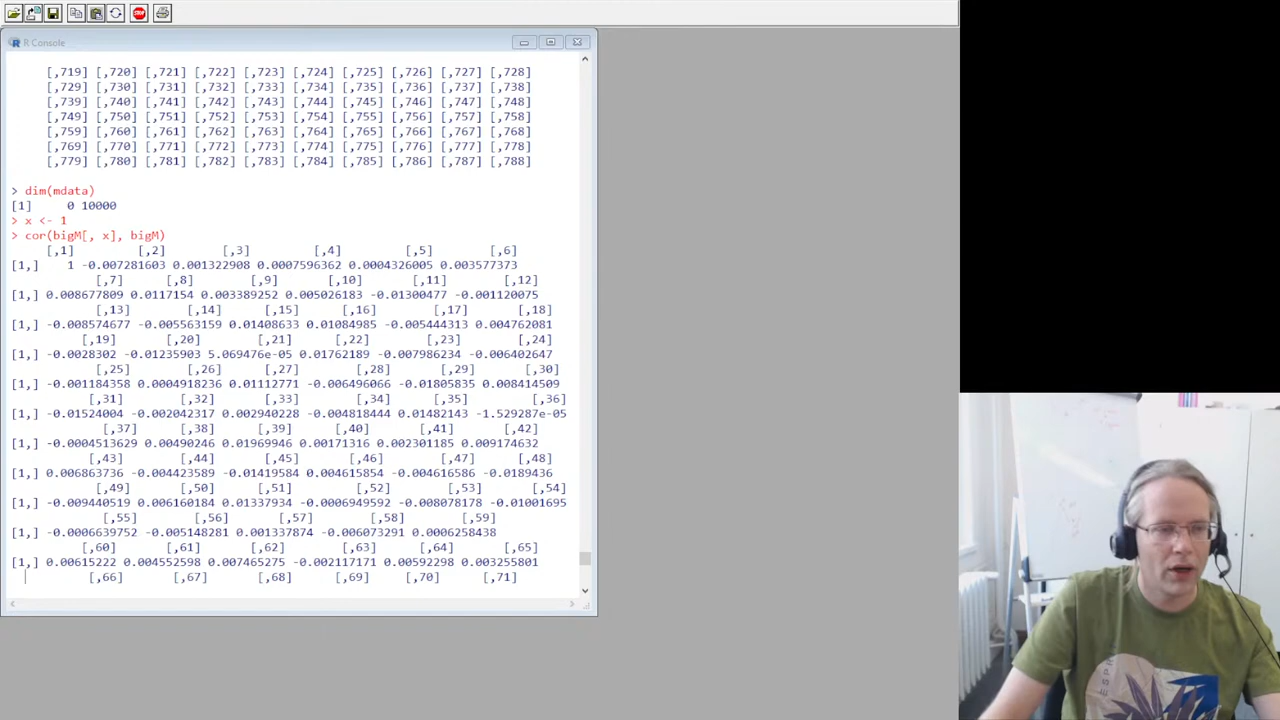 R Console
[,719] [,720] [,721] [,722] [,723] [,724] [,725] [,726] [,727] [,728]
[,729] [,730] [,731] [,732] [,733] [,734] [,735] [,736] [,737] [,738]
[,739] [,740] [,741] [,742] [,743] [,744] [,745] [,746] [,747] [,748]
[,749] [,750] [,751] [,752] [,753] [,754] [,755] [,756] [,757] [,758]
[,759] [,760] [,761] [,762] [,763] [,764] [,765] [,766] [,767] [,768]
[,769] [,770] [,771] [,772] [,773] [,774] [,775] [,776] [,777] [,778]
[,779] [,780] [,781] [,782] [,783] [,784] [,785] [,786] [,787] [,788]
> dim(mdata)
[1] 0 10000
> x <- 1
> cor(bigM[, x], bigM)
[,1] [,2] [,3] [,4] [,5] [,6]
[1,] 1 -0.007281603 0.001322908 0.0007596362 0.0004326005 0.003577373
[,7] [,8] [,9] [,10] [,11] [,12]
[1,] 0.008677809 0.0117154 0.003389252 0.005026183 -0.01300477 -0.001120075
[,13] [,14] [,15] [,16] [,17] [,18]
[1,] -0.008574677 -0.005563159 0.01408633 0.01084985 -0.005444313 0.004762081
[,19] [,20] [,21] [,22] [,23] [,24]
[1,] -0.0028302 -0.01235903 5.069476e-05 0.01762189 -0.007986234 -0.006402647
[,25] [,26] [,27] [,28] [,29] [,30]
[1,] -0.001184358 0.0004918236 0.01112771 -0.006496066 -0.01805835 0.008414509
[,31] [,32] [,33] [,34] [,35] [,36]
[1,] -0.01524004 -0.002042317 0.002940228 -0.004818444 0.01482143 -1.529287e-05
[,37] [,38] [,39] [,40] [,41] [,42]
[1,] -0.0004513629 0.00490246 0.01969946 0.00171316 0.002301185 0.009174632
[,43] [,44] [,45] [,46] [,47] [,48]
[1,] 0.006863736 -0.004423589 -0.01419584 0.004615854 -0.004616586 -0.0189436
[,49] [,50] [,51] [,52] [,53] [,54]
[1,] -0.009440519 0.006160184 0.01337934 -0.0006949592 -0.008078178 -0.01001695
[,55] [,56] [,57] [,58] [,59]
[1,] -0.0006639752 -0.005148281 0.001337874 -0.006073291 0.0006258438
[,60] [,61] [,62] [,63] [,64] [,65]
[1,] 0.00615222 0.004552598 0.007465275 -0.002117171 0.00592298 0.003255801
[,66] [,67] [,68] [,69] [,70] [,71]
STOP
ESPR